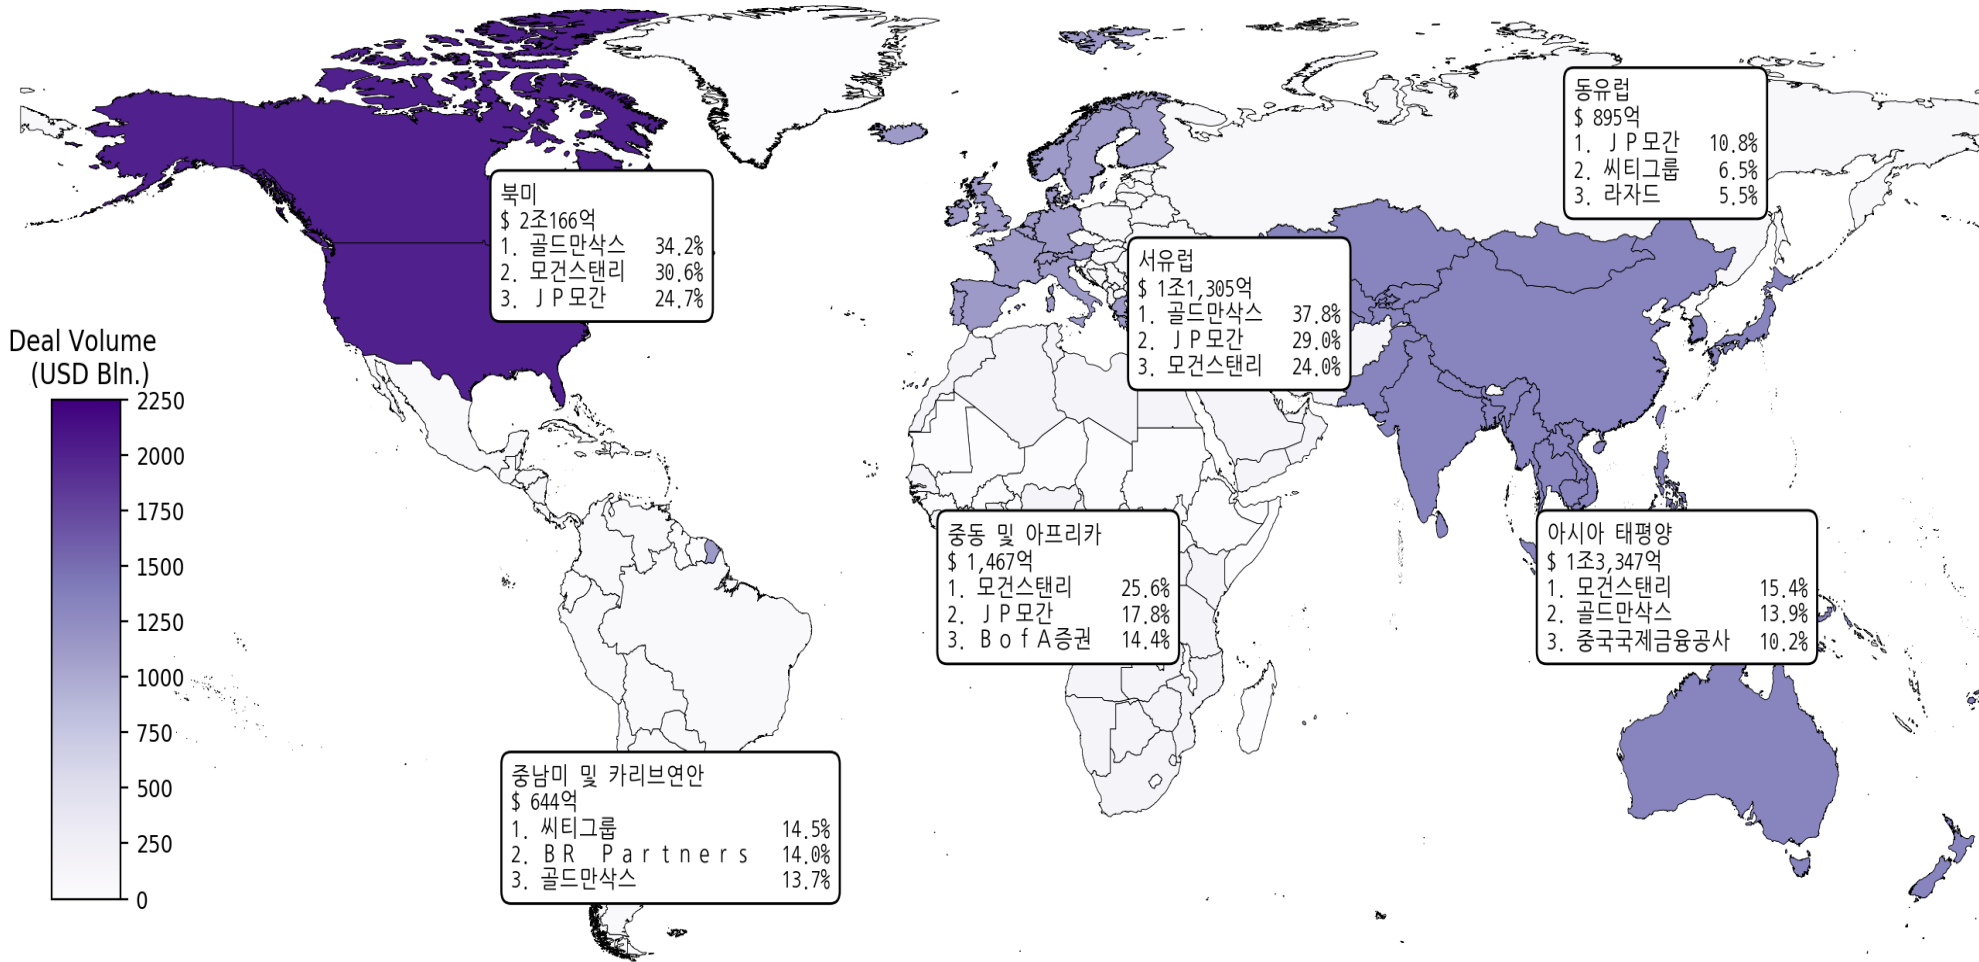 동유럽
$ 895억
1. JP모간 10.8%
2. 씨티그룹 6.5%
3. 라자드 5.5%
북미
$ 2조166억
1. 골드만삭스 34.2%
2. 모건스탠리 30.6%
3. JP모간 24.7%
서유럽
$ 1조1,305억
1. 골드만삭스 37.8%
2. JP모간 29.0%
3. 모건스탠리 24.0%
Deal Volume
(USD Bln.)
2250
2000
1750
1500
1250
1000
750
500
250
0
중동 및 아프리카
$ 1,467억
1. 모건스탠리 25.6%
2. JP모간 17.8%
3. BofA증권 14.4%
아시아 태평양
$ 1조3,347억
1. 모건스탠리 15.4%
2. 골드만삭스 13.9%
3. 중국국제금융공사 10.2%
중남미 및 카리브연안
$ 644억
1. 씨티그룹 14.5%
2. BR Partners 14.0%
3. 골드만삭스 13.7%